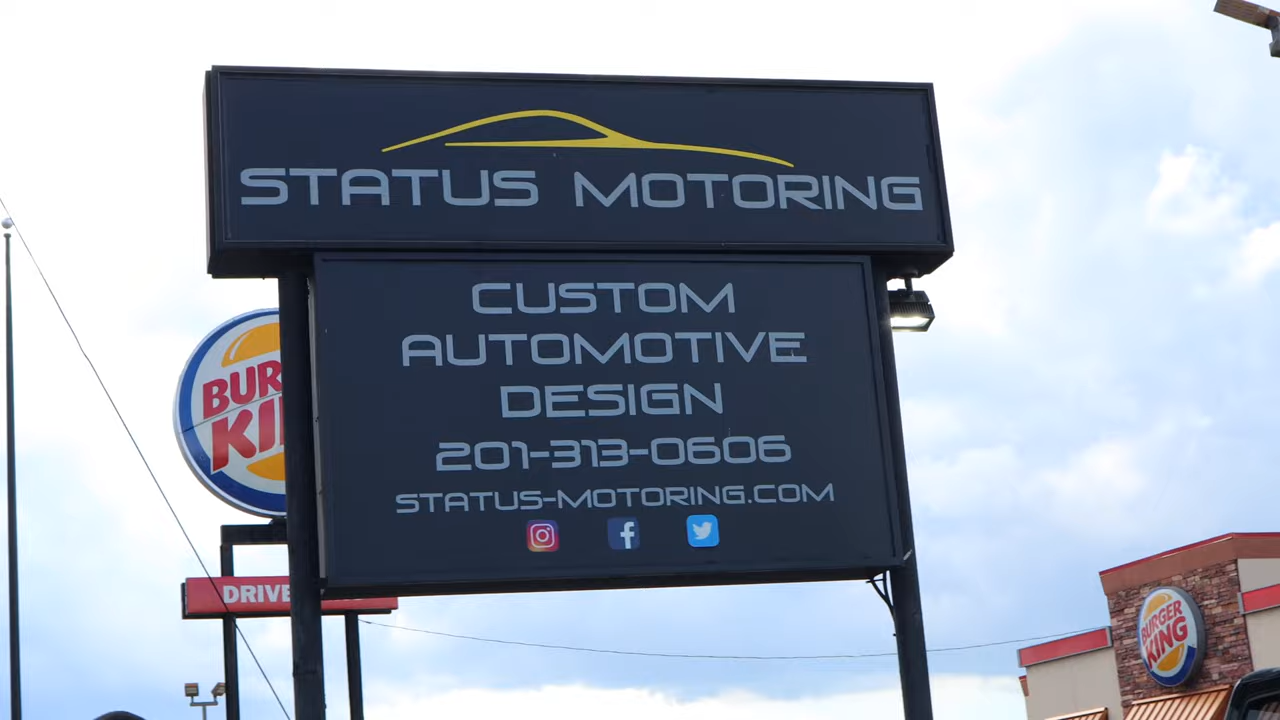 STATUS MOTORING
CUSTOM
AUTOMOTIVE
DESIGN
201-313-0606
STATUS-MOTORING.COM
DRIVE
BURGER
KING